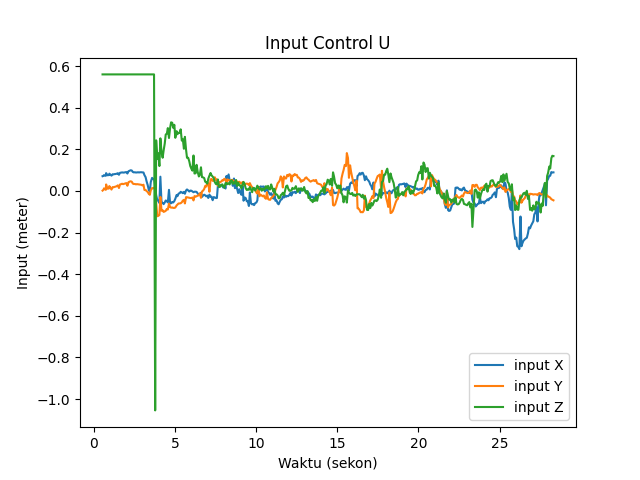 Input Control U
0.6
0.4
0.2
0.0
−0.2
−0.4
−0.6
−0.8
−1.0
Input (meter)
0 5 10 15 20 25
Waktu (sekon)
input X
input Y
input Z